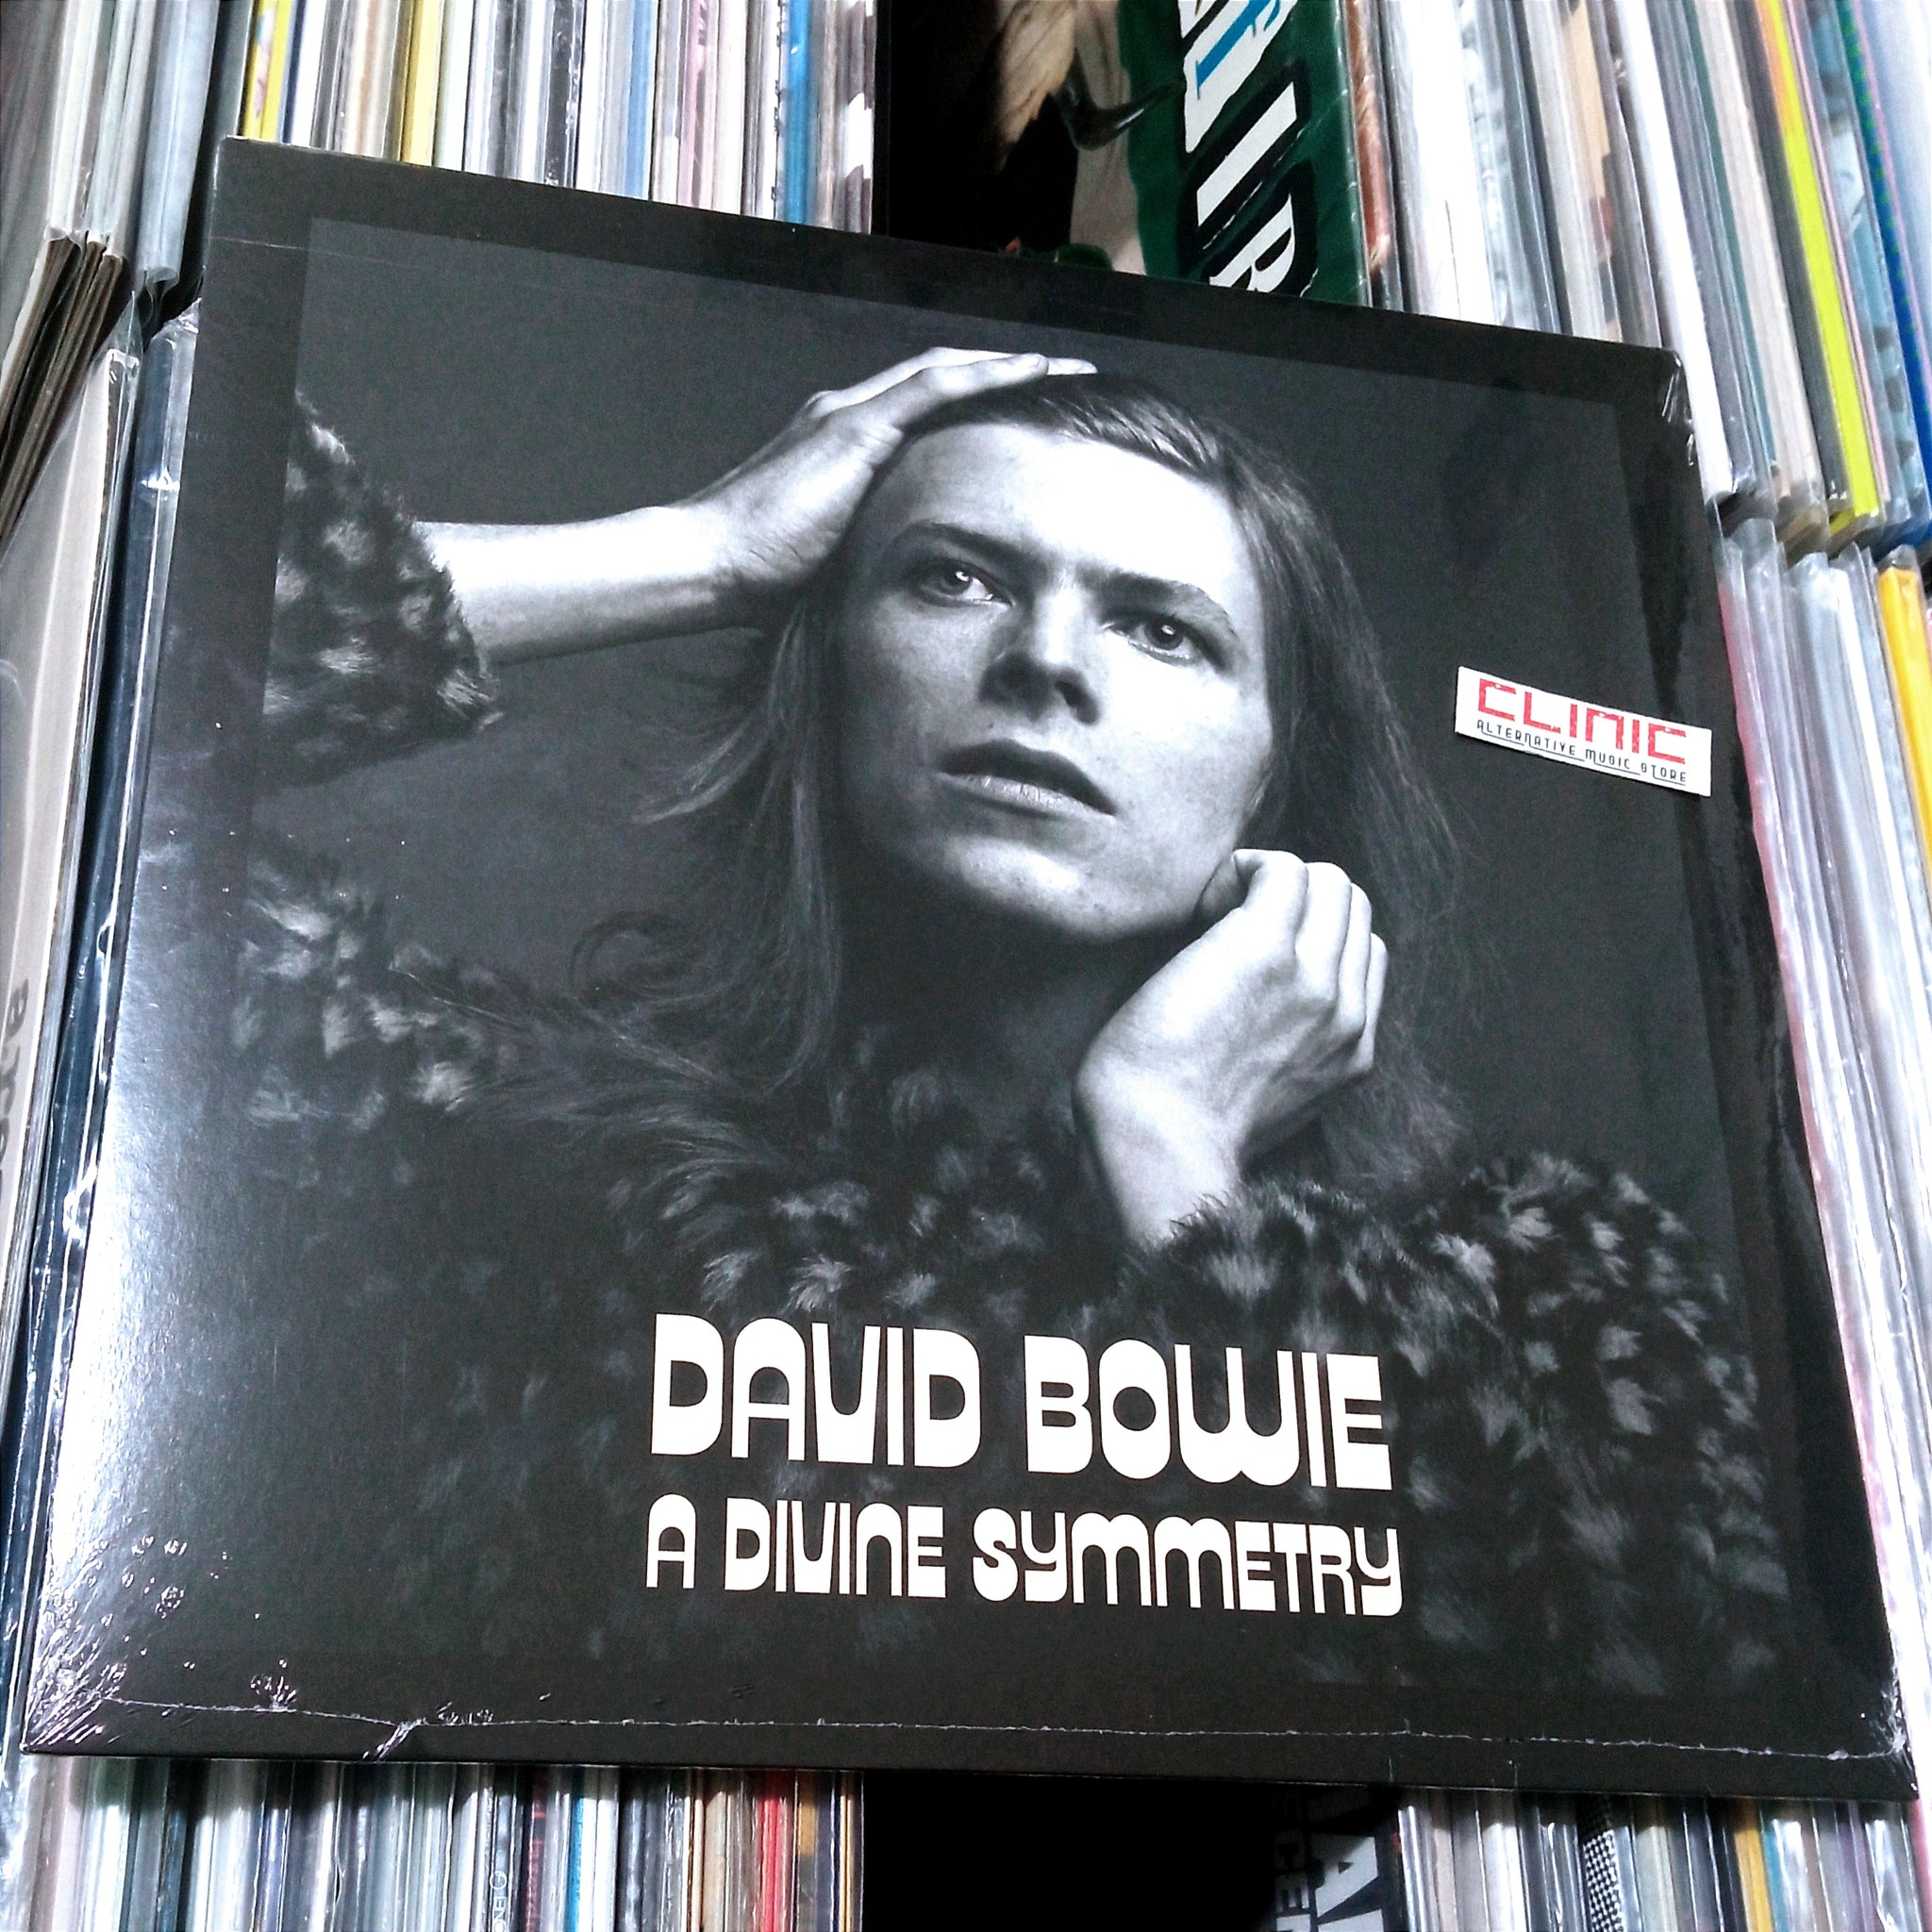 CLINIC
ALTERNATIVE MUSIC STORE
DAVID BOWIE
A DIVINE SYMMETRY